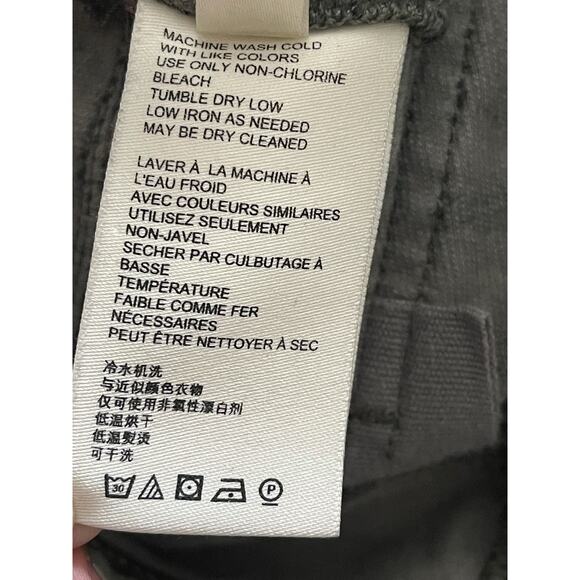 MACHINE WASH COLD
WITH LIKE COLORS
USE ONLY NON-CHLORINE
BLEACH
TUMBLE DRY LOW
LOW IRON AS NEEDED
MAY BE DRY CLEANED
LAVER À LA MACHINE À
L'EAU FROID
AVEC COULEURS SIMILAIRES
UTILISEZ SEULEMENT
NON-JAVEL
SECHER PAR CULBUTAGE À
BASSE
TEMPÉRATURE
FAIBLE COMME FER
NÉCESSAIRES
PEUT ÊTRE NETTOYER À SEC
冷水机洗
与近似颜色衣物
仅可使用非氧性漂白剂
低温烘干
低温熨烫
可干洗
30 P